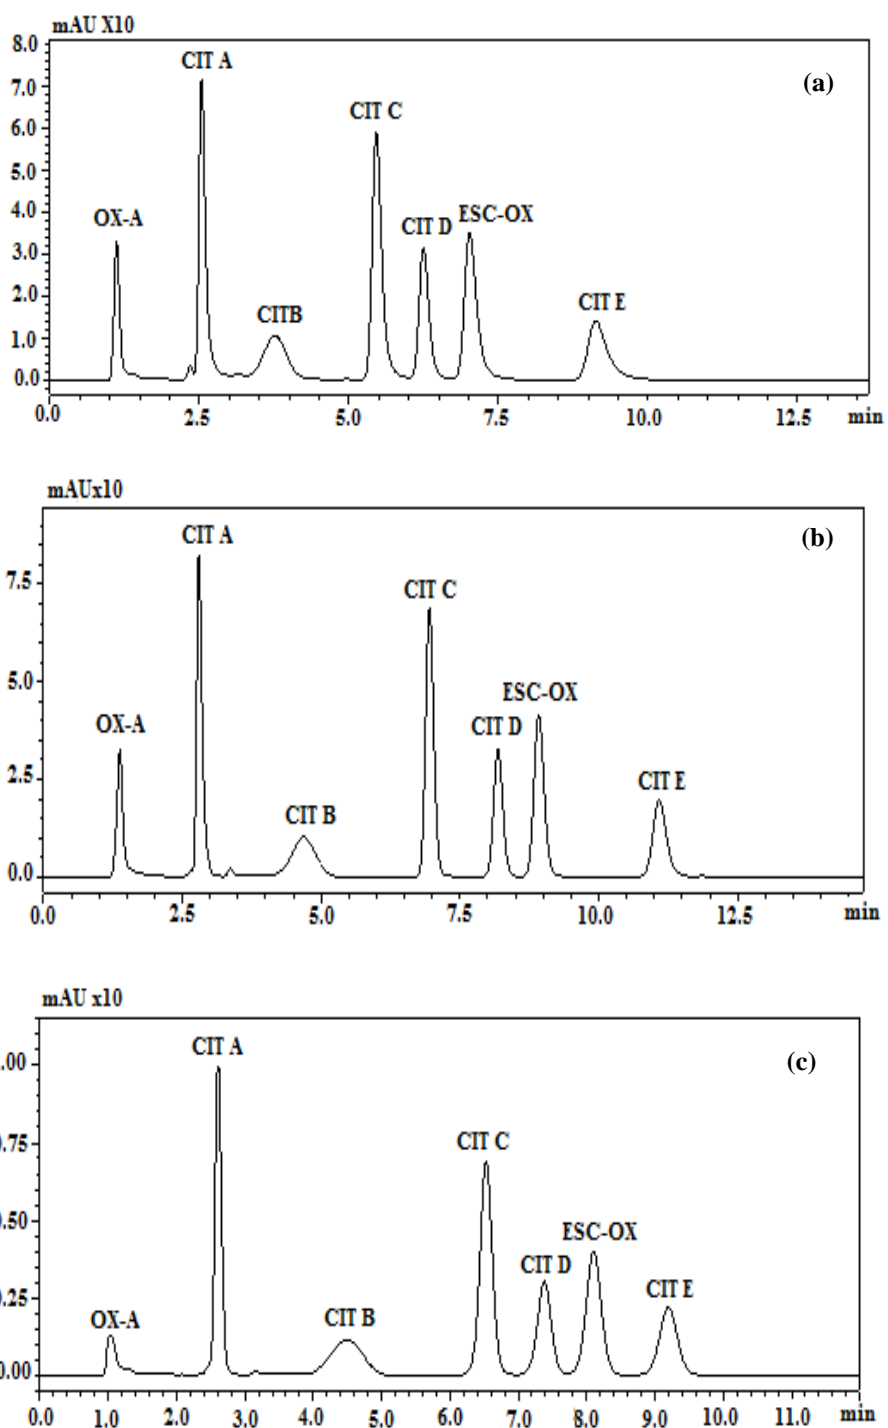 mAU X10
8.0
CIT A
(a)
7.0
CIT C
6.0
5.0
4.0
OX-A
CIT D
ESC-OX
3.0
2.0
CITB
CIT E
1.0
0.0
0.0 2.5 5.0 7.5 10.0 12.5 min
mAUx10
CIT A
(b)
7.5
CIT C
5.0
OX-A
CIT D
ESC-OX
2.5
CIT B
CIT E
0.0
0.0 2.5 5.0 7.5 10.0 12.5 min
mAU x10
CIT A
(c)
.00
0.75
CIT C
0.50
ESC-OX
CIT D
0.25
OX-A
CIT B
CIT E
0.00
0.0 1.0 2.0 3.0 4.0 5.0 6.0 7.0 8.0 9.0 10.0 11.0 min